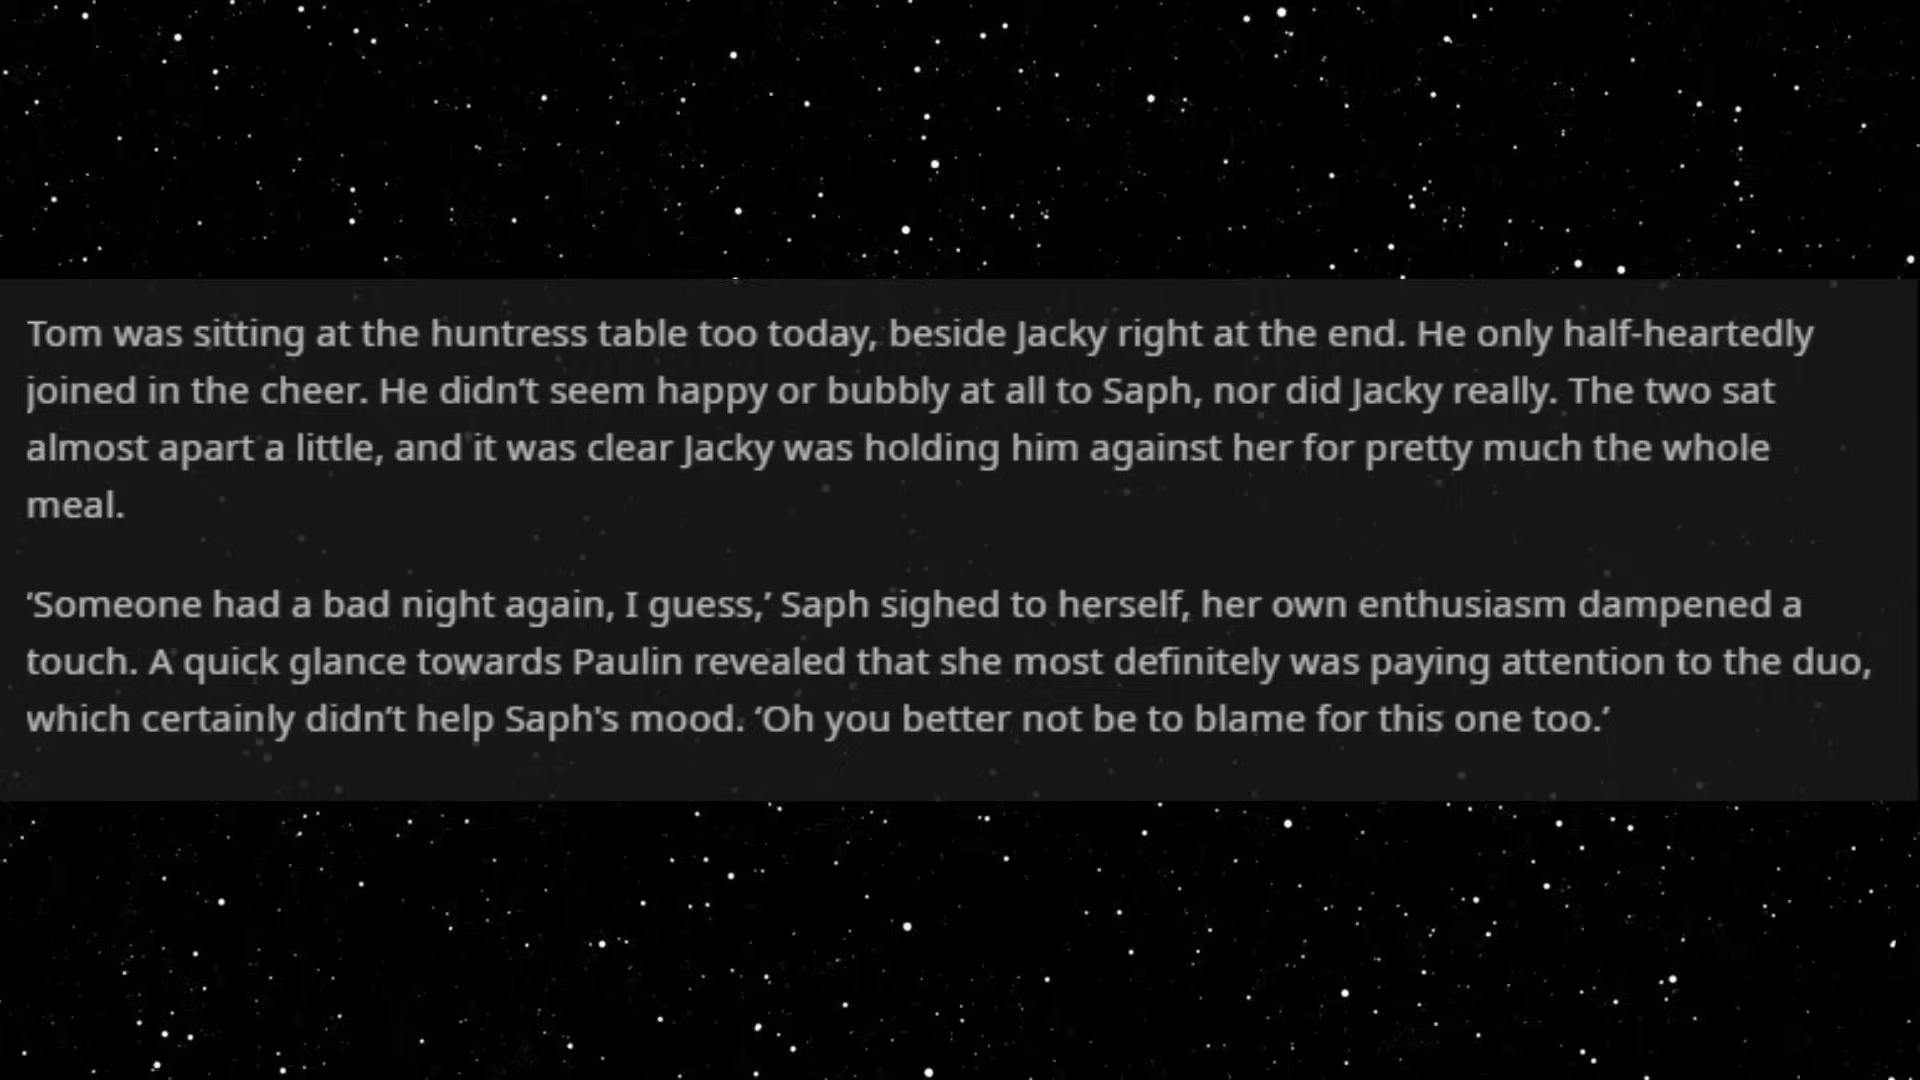 Tom was sitting at the huntress table too today, beside Jacky right at the end. He only half-heartedly
joined in the cheer. He didn’t seem happy or bubbly at all to Saph, nor did Jacky really. The two sat
almost apart a little, and it was clear Jacky was holding him against her for pretty much the whole
meal.
‘Someone had a bad night again, I guess,’ Saph sighed to herself, her own enthusiasm dampened a
touch. A quick glance towards Paulin revealed that she most definitely was paying attention to the duo,
which certainly didn’t help Saph's mood. ‘Oh you better not be to blame for this one too.’